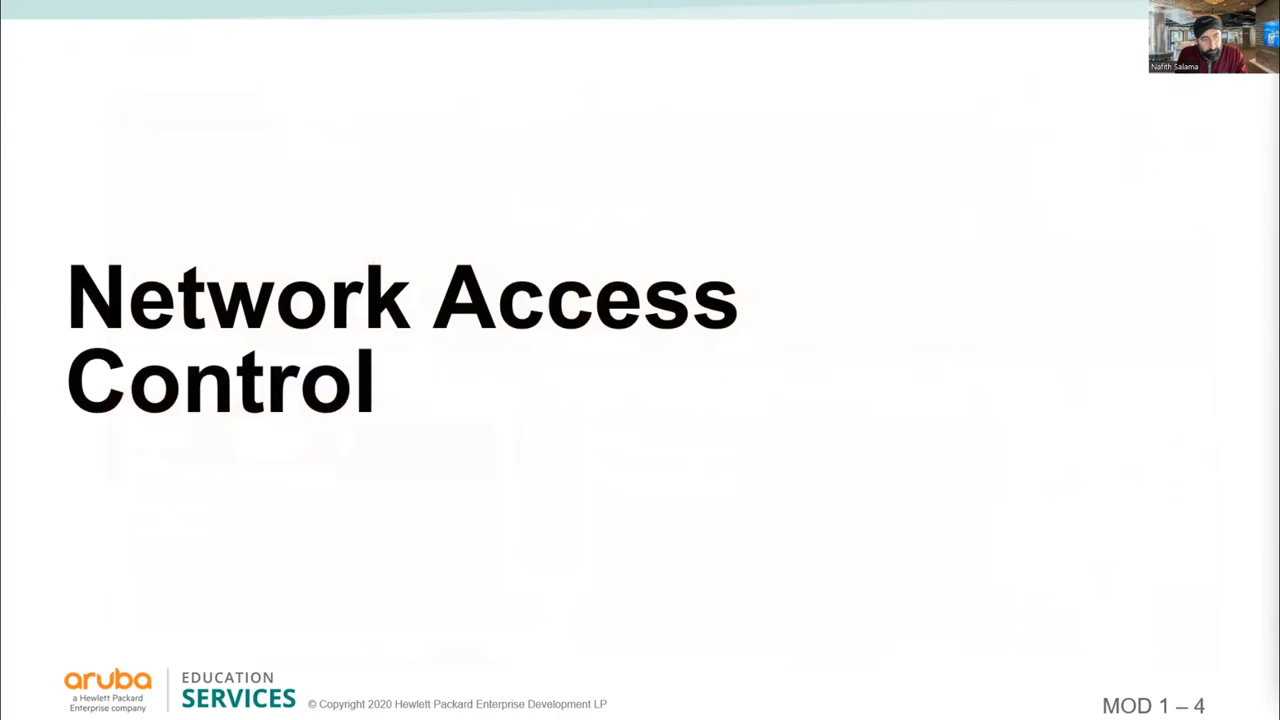 Nafith Salama
Network Access
Control
aruba
a Hewlett Packard
Enterprise company
EDUCATION
SERVICES
© Copyright 2020 Hewlett Packard Enterprise Development LP
MOD 1 – 4